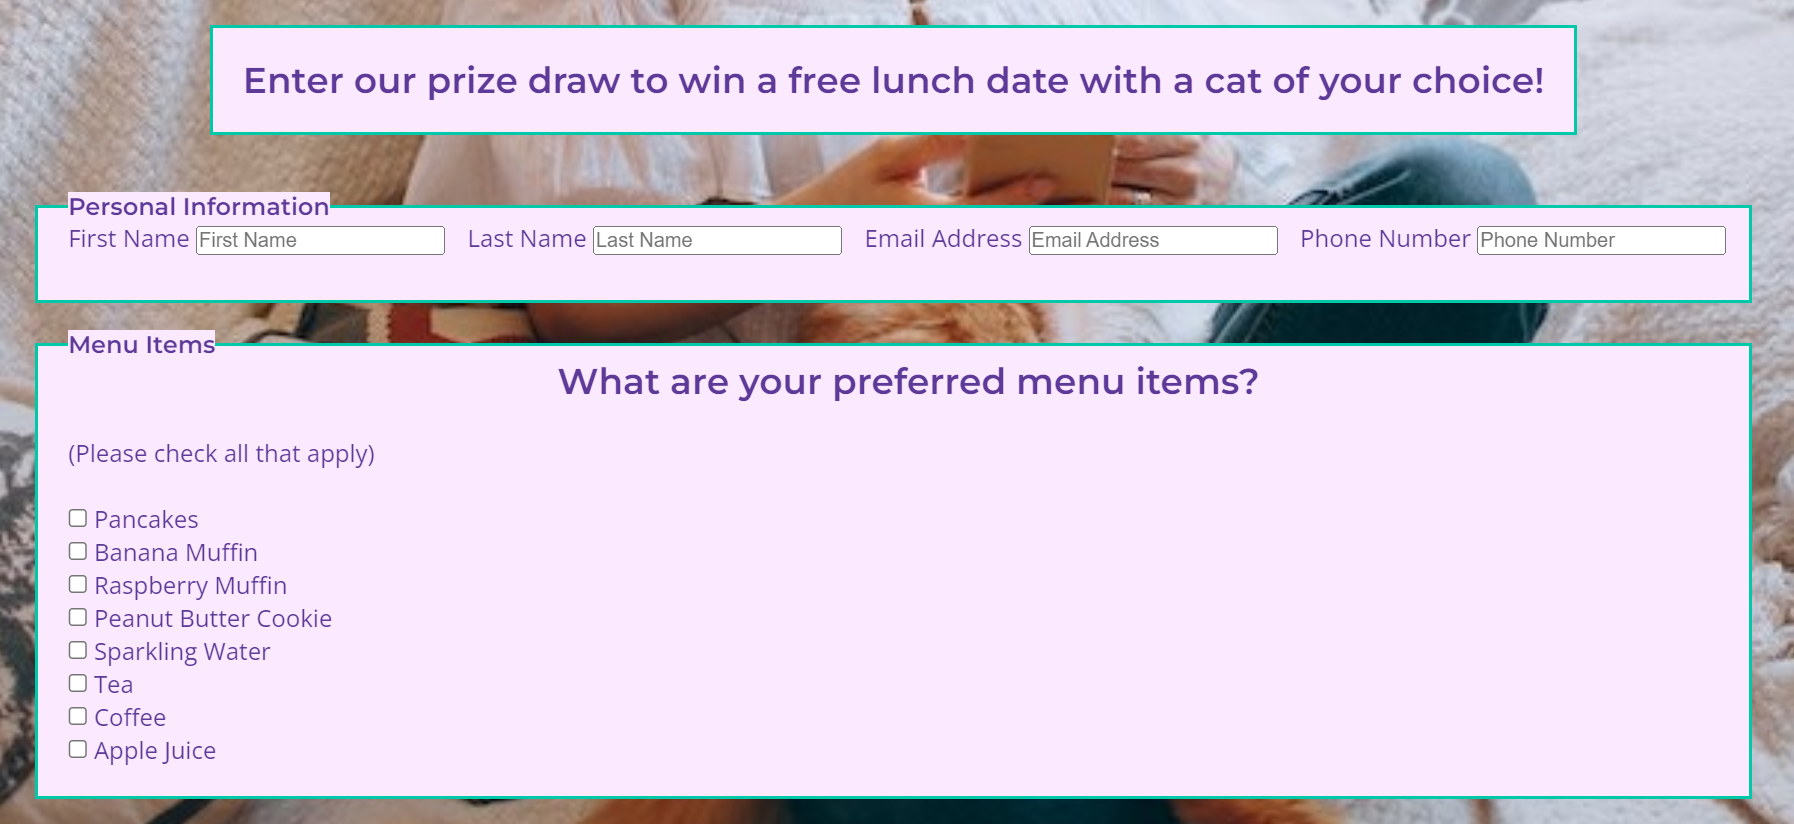 Enter our prize draw to win a free lunch date with a cat of your choice!
Personal Information
First Name First Name Last Name Last Name Email Address Email Address Phone Number Phone Number
Menu Items
What are your preferred menu items?
(Please check all that apply)
Pancakes
Banana Muffin
Raspberry Muffin
Peanut Butter Cookie
Sparkling Water
Tea
Coffee
Apple Juice